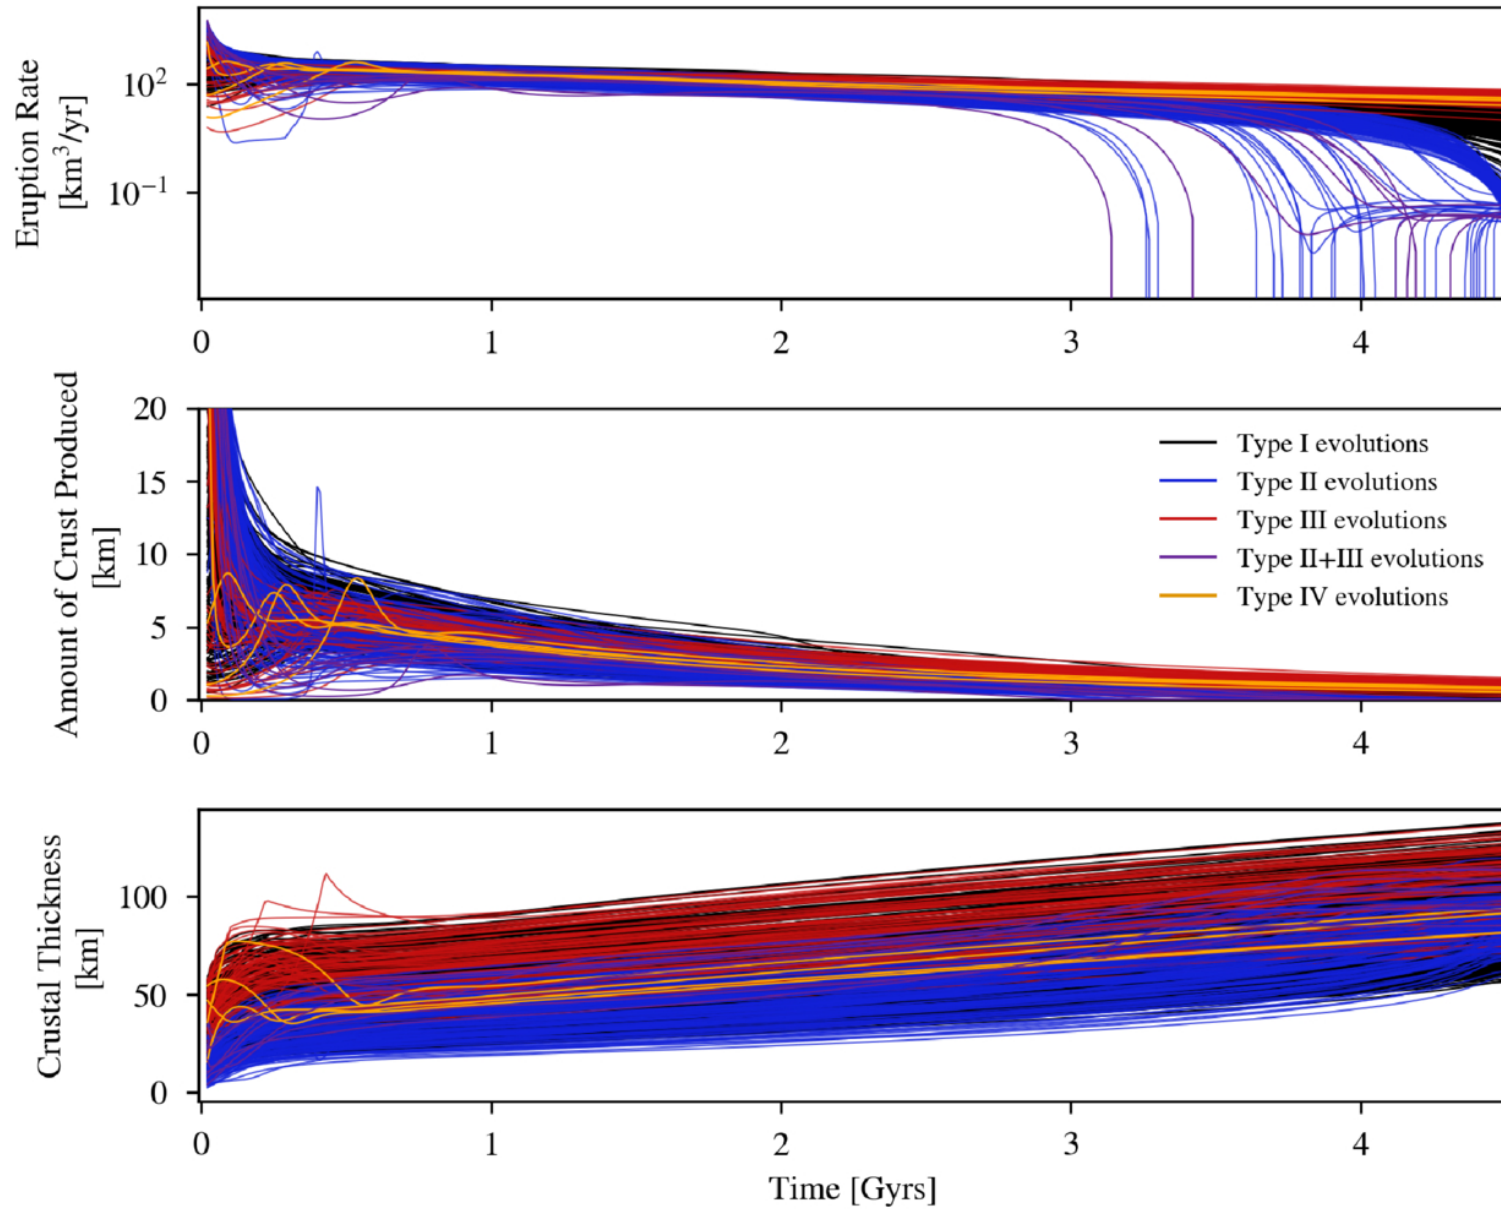 Eruption Rate
[km³/yr]
10²
10⁻¹
0 1 2 3 4
Amount of Crust Produced
[km]
20
15
10
5
0
Type I evolutions
Type II evolutions
Type III evolutions
Type II+III evolutions
Type IV evolutions
0 1 2 3 4
Crustal Thickness
[km]
100
50
0
0 1 2 3 4
Time [Gyrs]